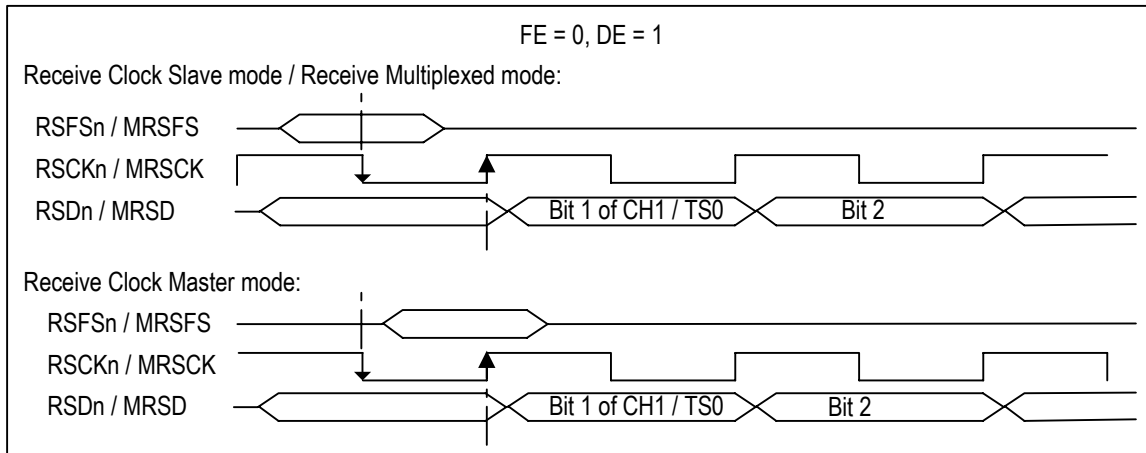 FE = 0, DE = 1
Receive Clock Slave mode / Receive Multiplexed mode:
RSFSn / MRSFS
RSCKn / MRSCK
RSDn / MRSD
Bit 1 of CH1 / TS0
Bit 2
Receive Clock Master mode:
RSFSn / MRSFS
RSCKn / MRSCK
RSDn / MRSD
Bit 1 of CH1 / TS0
Bit 2